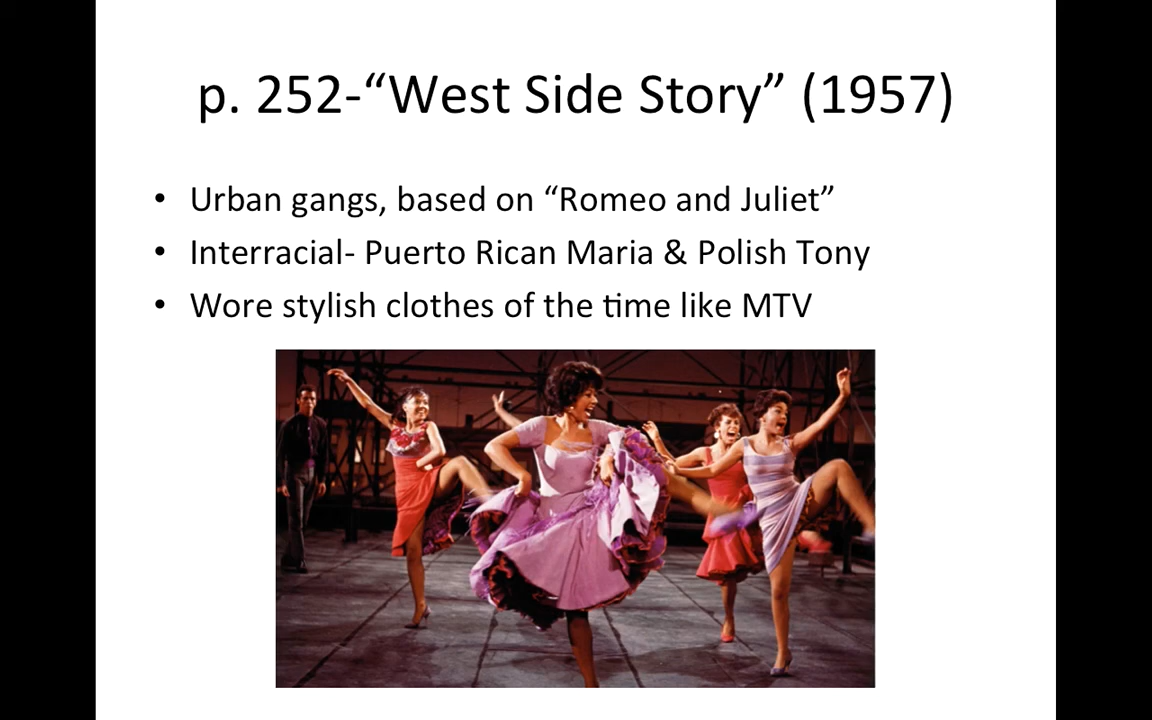 p. 252-“West Side Story” (1957)
• Urban gangs, based on “Romeo and Juliet”
• Interracial- Puerto Rican Maria & Polish Tony
• Wore stylish clothes of the time like MTV